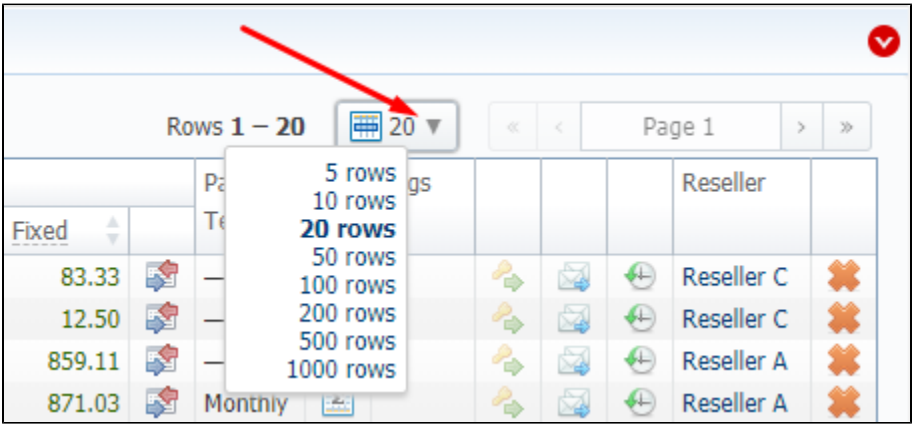 Rows 1 – 20
20 ▼
« ‹ Page 1 › »
5 rows
10 rows
20 rows
50 rows
100 rows
200 rows
500 rows
1000 rows
Reseller
Fixed
83.33 — Reseller C
12.50 — Reseller C
859.11 — Reseller A
871.03 Monthly Reseller A